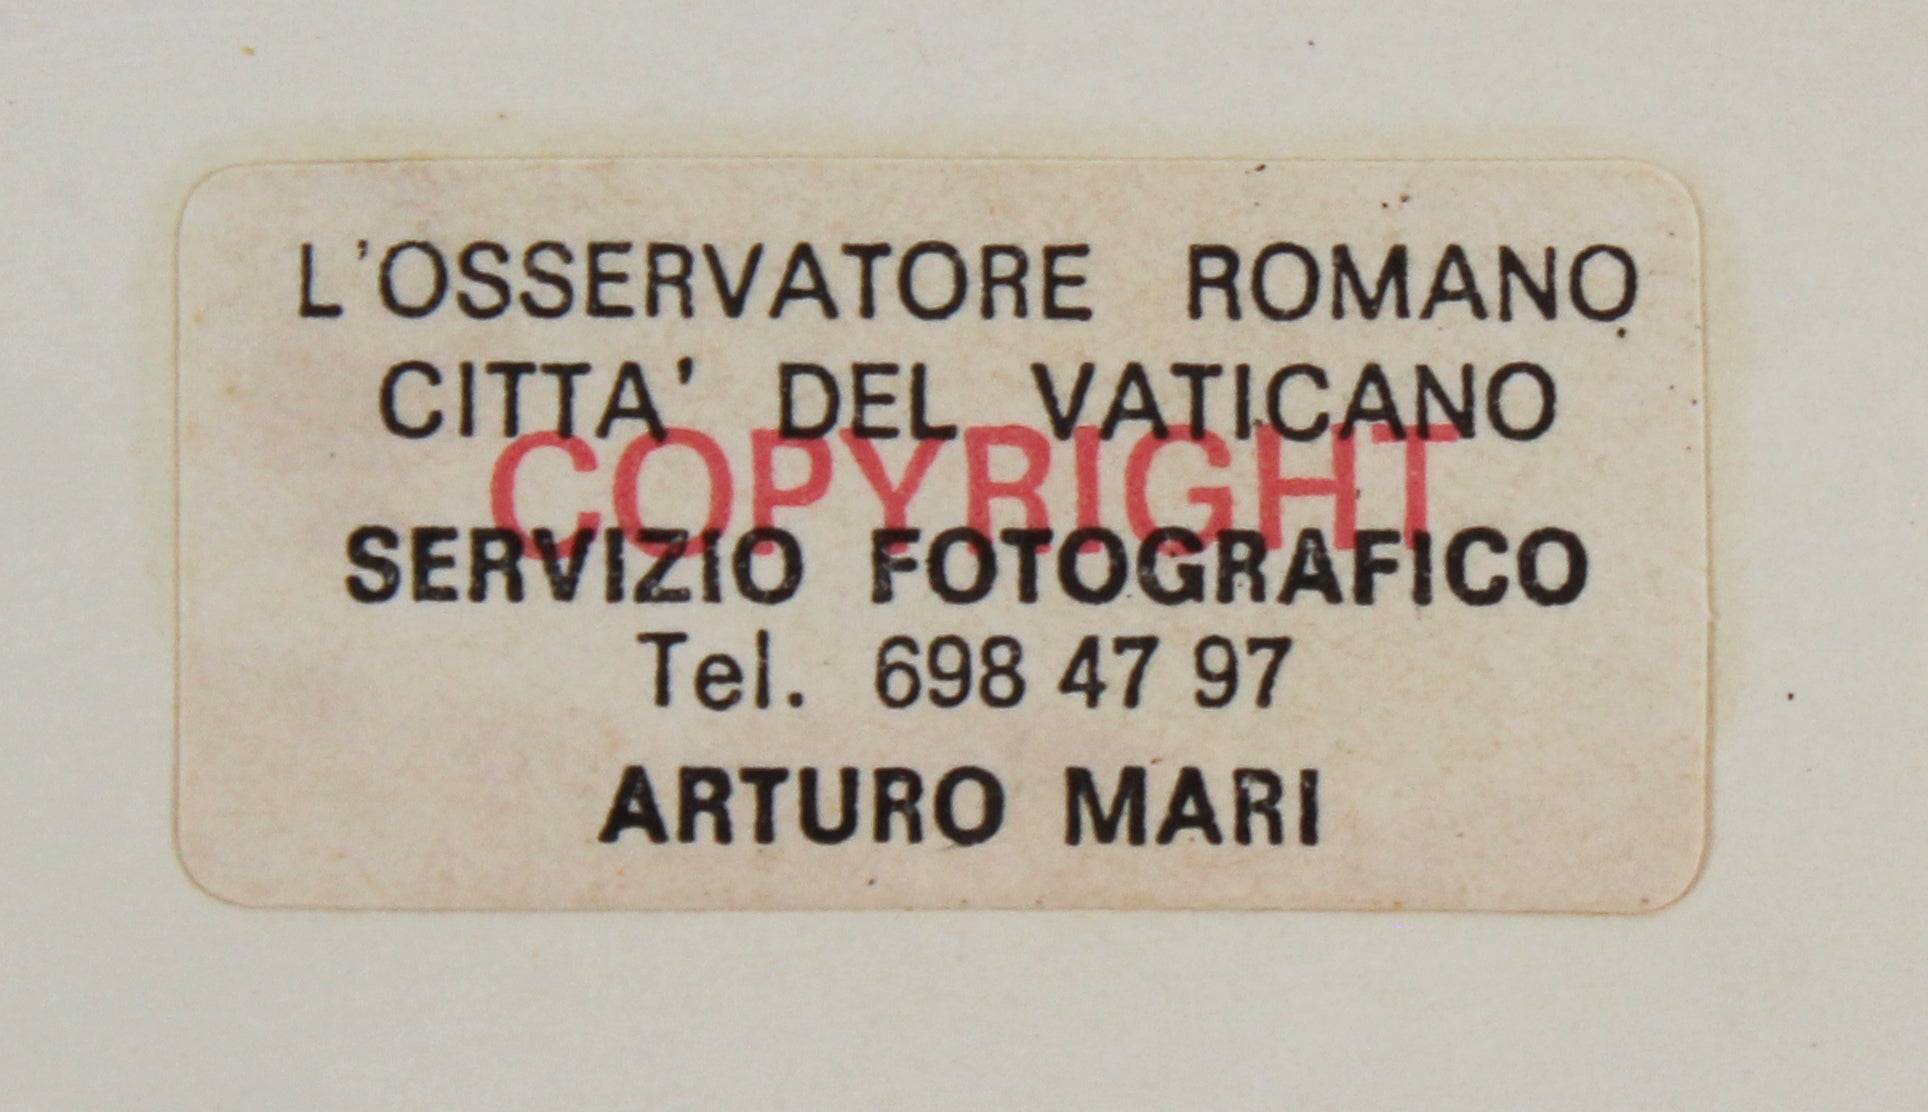 L'OSSERVATORE ROMANO
CITTA' DEL VATICANO
COPYRIGHT
SERVIZIO FOTOGRAFICO
Tel. 698 47 97
ARTURO MARI